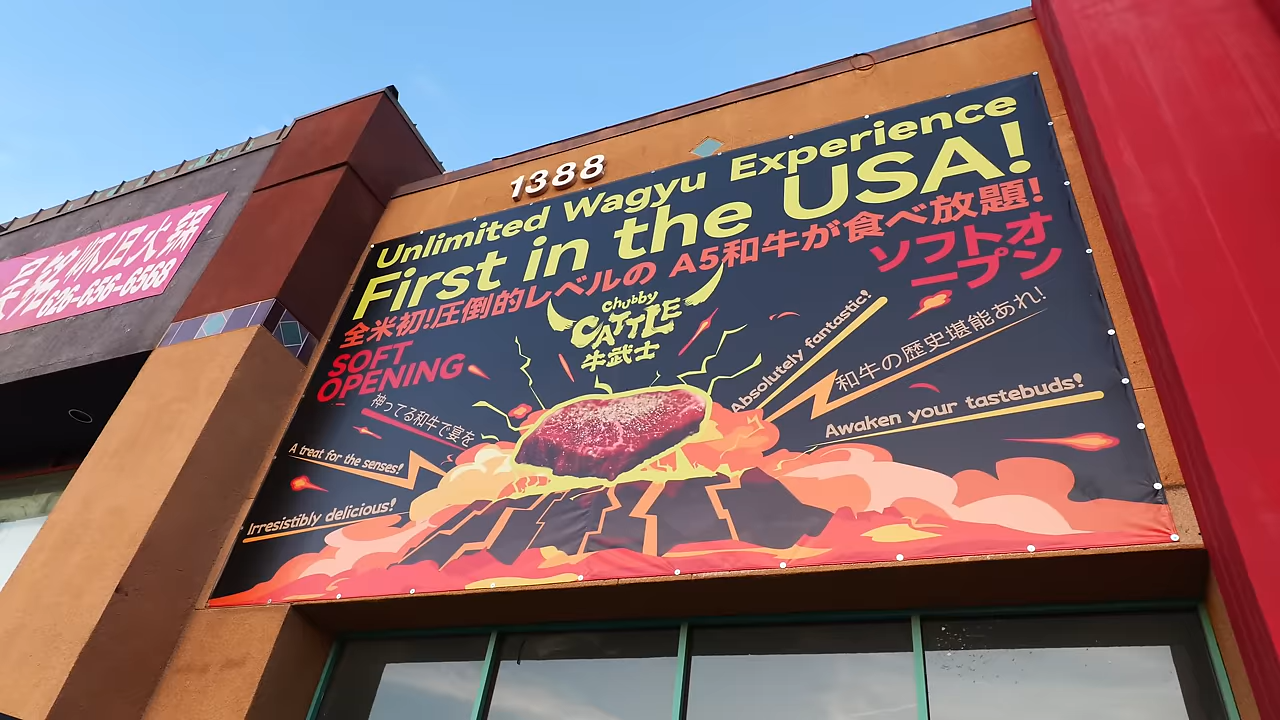 1388
火锅
626-656-6568
Unlimited Wagyu Experience
First in the USA!
全米初!圧倒的レベルの A5和牛が食べ放題!
ソフトオ
ープン
chubby
CATTLE
牛武士
SOFT
OPENING
神ってる和牛で宴を
A treat for the senses!
Irresistibly delicious!
Absolutely fantastic!
和牛の歴史堪能あれ!
Awaken your tastebuds!